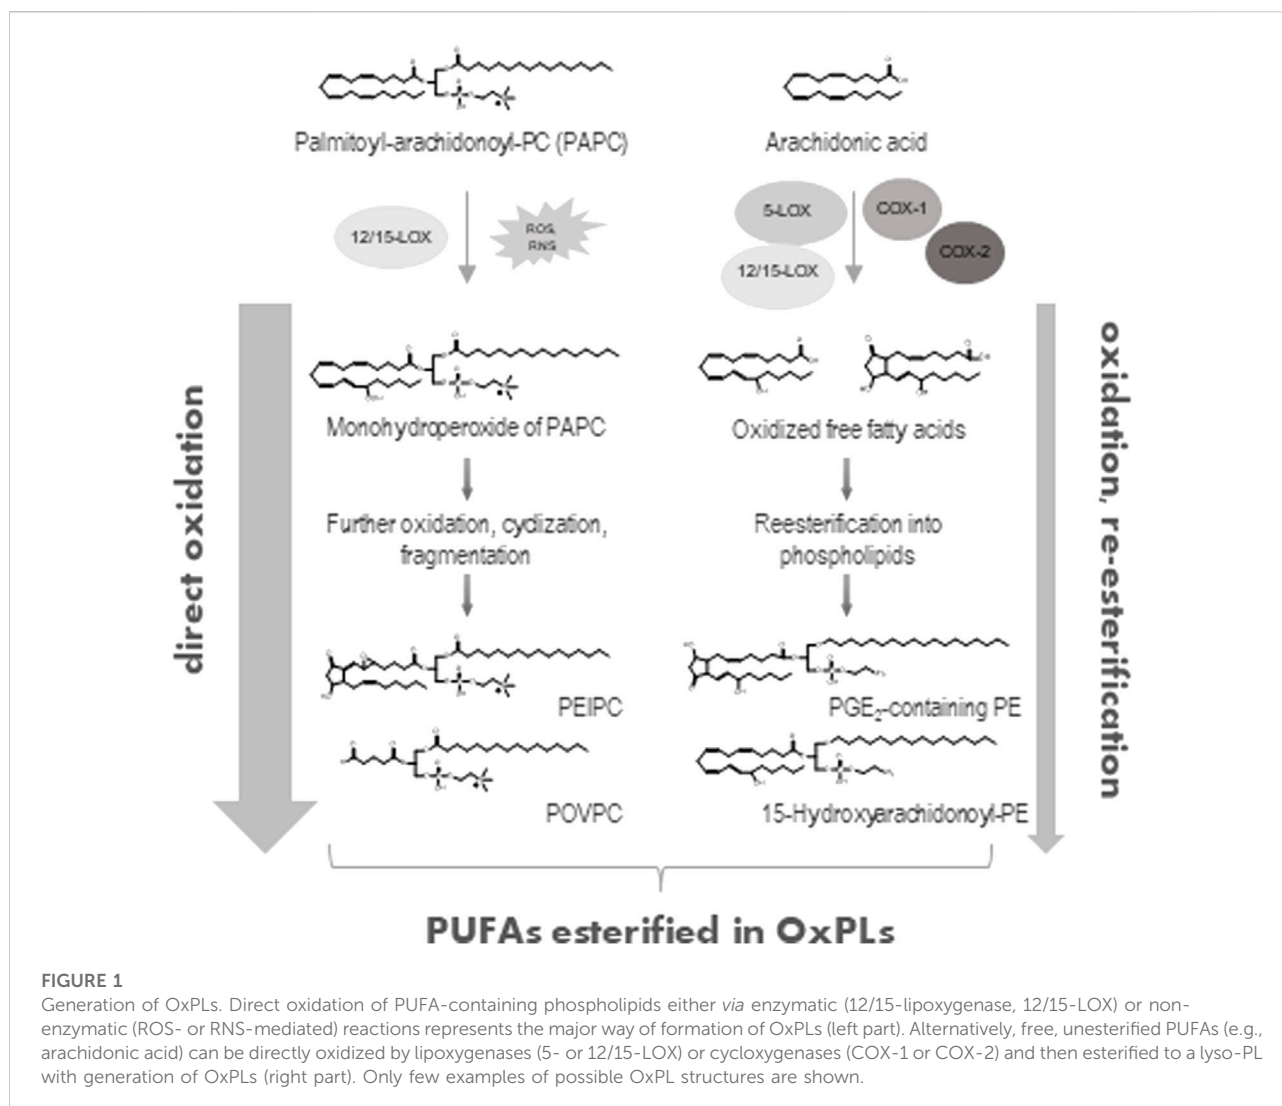 Palmitoyl-arachidonoyl-PC (PAPC)
Arachidonic acid
12/15-LOX
ROS,
RNS
5-LOX
COX-1
COX-2
12/15-LOX
direct oxidation
oxidation, re-esterification
Monohydroperoxide of PAPC
Oxidized free fatty acids
Further oxidation, cyclization,
fragmentation
Reesterification into
phospholipids
PEIPC
PGE₂-containing PE
POVPC
15-Hydroxyarachidonoyl-PE
PUFAs esterified in OxPLs
FIGURE 1
Generation of OxPLs. Direct oxidation of PUFA-containing phospholipids either via enzymatic (12/15-lipoxygenase, 12/15-LOX) or non-
enzymatic (ROS- or RNS-mediated) reactions represents the major way of formation of OxPLs (left part). Alternatively, free, unesterified PUFAs (e.g.,
arachidonic acid) can be directly oxidized by lipoxygenases (5- or 12/15-LOX) or cycloxygenases (COX-1 or COX-2) and then esterified to a lyso-PL
with generation of OxPLs (right part). Only few examples of possible OxPL structures are shown.